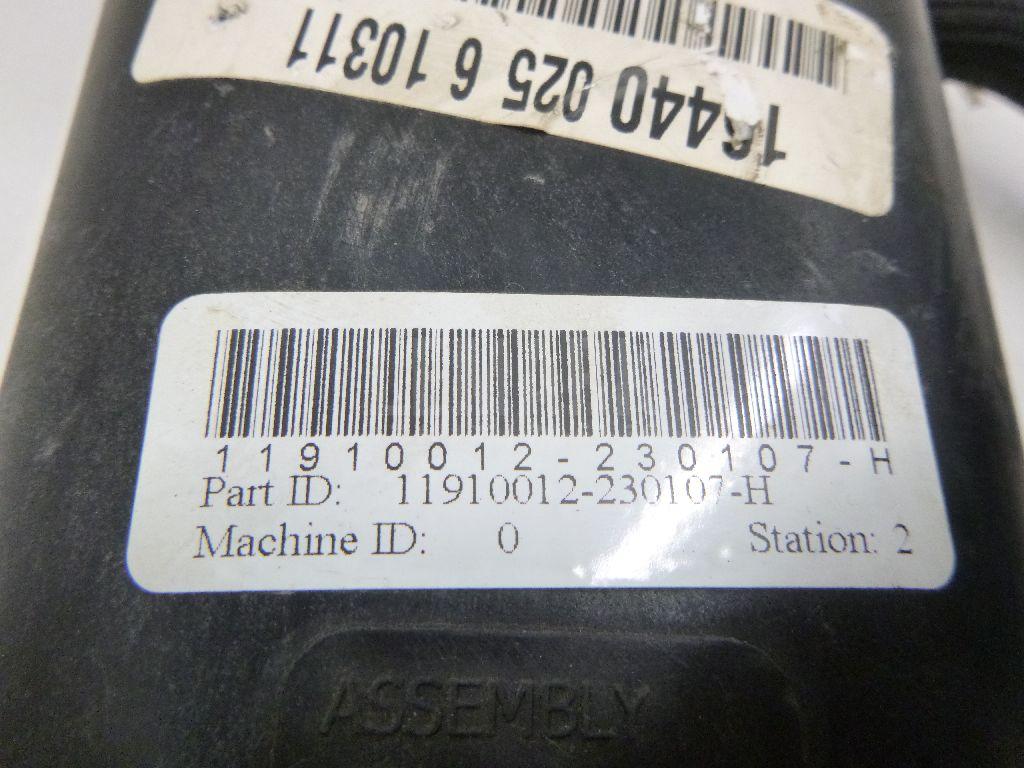 16440 025 6 10311
11910012-230107-H
Part ID: 11910012-230107-H
Machine ID: 0 Station: 2
ASSEMBLY